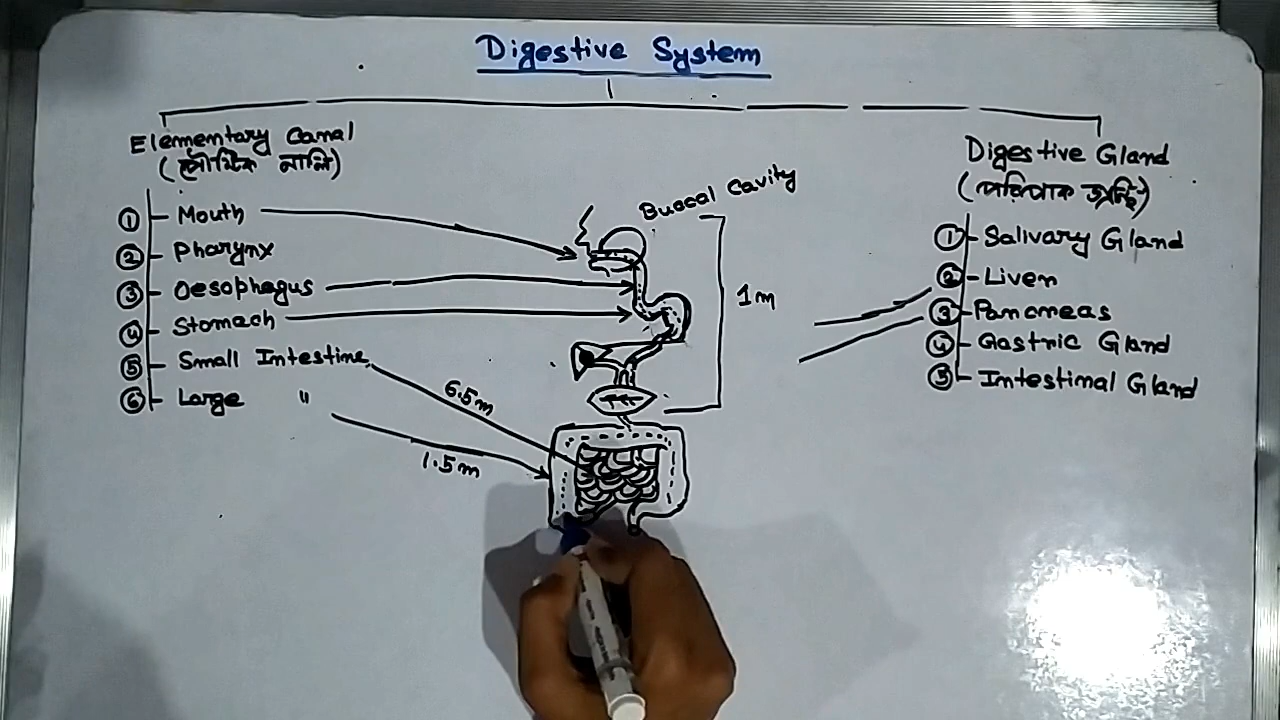 Digestive System
Elementary Canal
(পৌষ্টিক নালি)
① Mouth
② Pharynx
③ Oesophagus
④ Stomach
⑤ Small Intestine
⑥ Large "
6.5m
1.5m
Buccal Cavity
1m
Digestive Gland
(পরিপাক গ্রন্থি)
① Salivary Gland
② Liver
③ Pancreas
④ Gastric Gland
⑤ Intestinal Gland